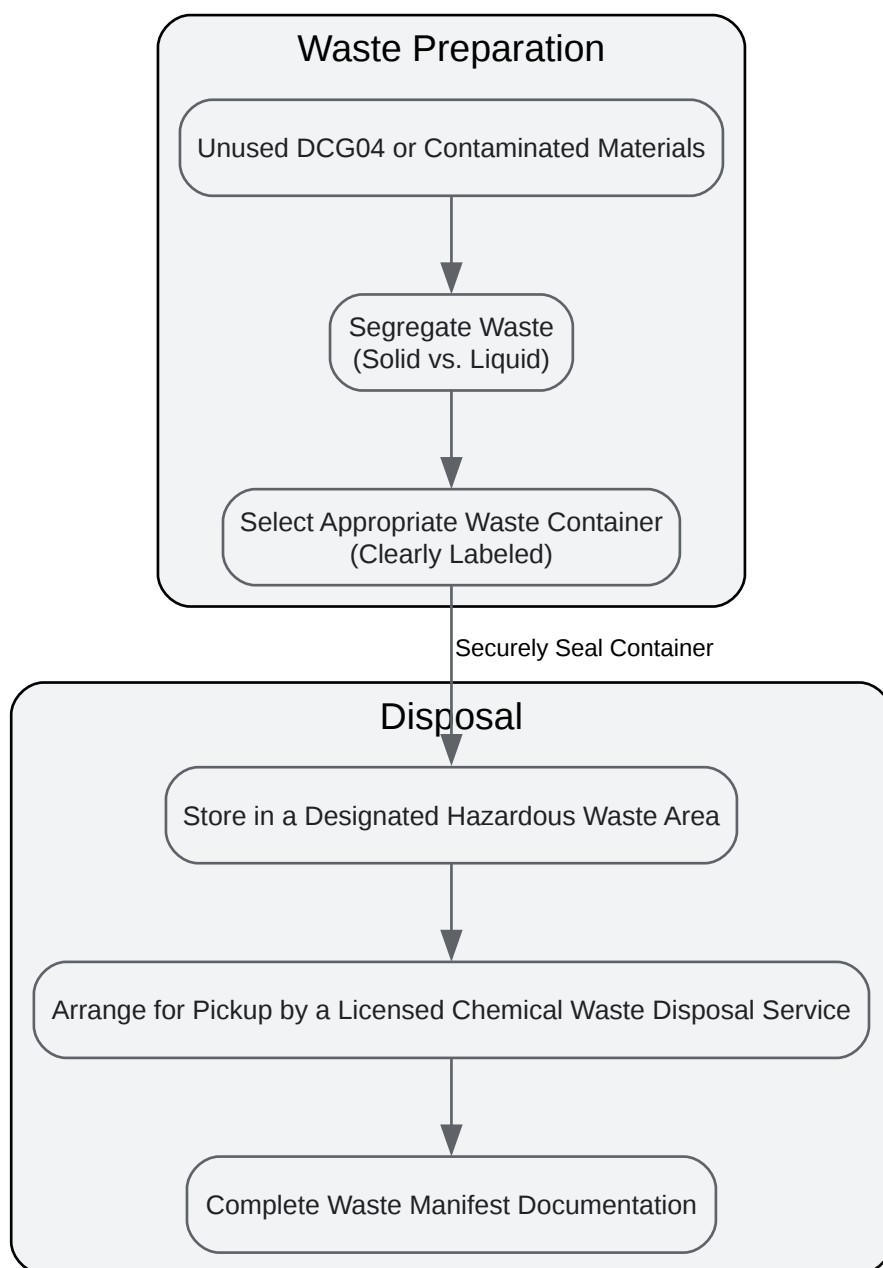 Waste Preparation
Unused DCG04 or Contaminated Materials
Segregate Waste
(Solid vs. Liquid)
Select Appropriate Waste Container
(Clearly Labeled)
Securely Seal Container
Disposal
Store in a Designated Hazardous Waste Area
Arrange for Pickup by a Licensed Chemical Waste Disposal Service
Complete Waste Manifest Documentation